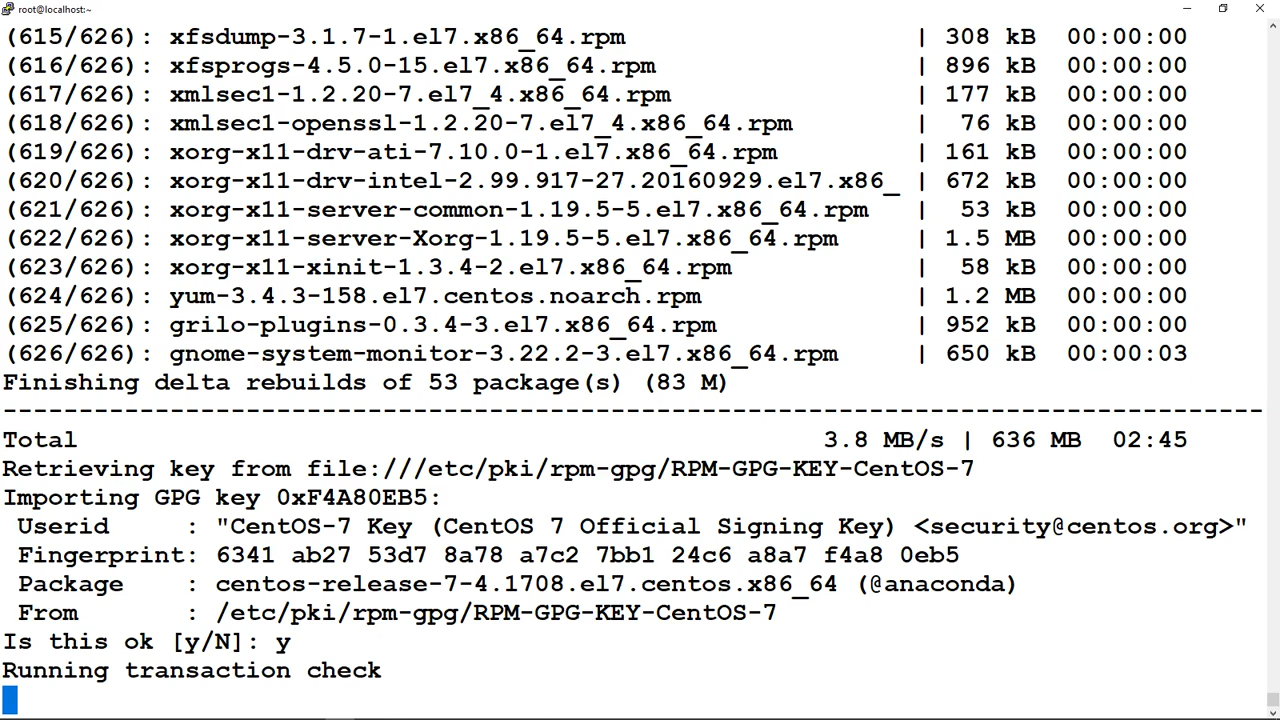 root@localhost:~
(615/626): xfsdump-3.1.7-1.el7.x86_64.rpm | 308 kB 00:00:00
(616/626): xfsprogs-4.5.0-15.el7.x86_64.rpm | 896 kB 00:00:00
(617/626): xmlsec1-1.2.20-7.el7_4.x86_64.rpm | 177 kB 00:00:00
(618/626): xmlsec1-openssl-1.2.20-7.el7_4.x86_64.rpm | 76 kB 00:00:00
(619/626): xorg-x11-drv-ati-7.10.0-1.el7.x86_64.rpm | 161 kB 00:00:00
(620/626): xorg-x11-drv-intel-2.99.917-27.20160929.el7.x86_ | 672 kB 00:00:00
(621/626): xorg-x11-server-common-1.19.5-5.el7.x86_64.rpm | 53 kB 00:00:00
(622/626): xorg-x11-server-Xorg-1.19.5-5.el7.x86_64.rpm | 1.5 MB 00:00:00
(623/626): xorg-x11-xinit-1.3.4-2.el7.x86_64.rpm | 58 kB 00:00:00
(624/626): yum-3.4.3-158.el7.centos.noarch.rpm | 1.2 MB 00:00:00
(625/626): grilo-plugins-0.3.4-3.el7.x86_64.rpm | 952 kB 00:00:00
(626/626): gnome-system-monitor-3.22.2-3.el7.x86_64.rpm | 650 kB 00:00:03
Finishing delta rebuilds of 53 package(s) (83 M)
-----------------------------------------------------------------------------------
Total 3.8 MB/s | 636 MB 02:45
Retrieving key from file:///etc/pki/rpm-gpg/RPM-GPG-KEY-CentOS-7
Importing GPG key 0xF4A80EB5:
Userid : "CentOS-7 Key (CentOS 7 Official Signing Key) <security@centos.org>"
Fingerprint: 6341 ab27 53d7 8a78 a7c2 7bb1 24c6 a8a7 f4a8 0eb5
Package : centos-release-7-4.1708.el7.centos.x86_64 (@anaconda)
From : /etc/pki/rpm-gpg/RPM-GPG-KEY-CentOS-7
Is this ok [y/N]: y
Running transaction check